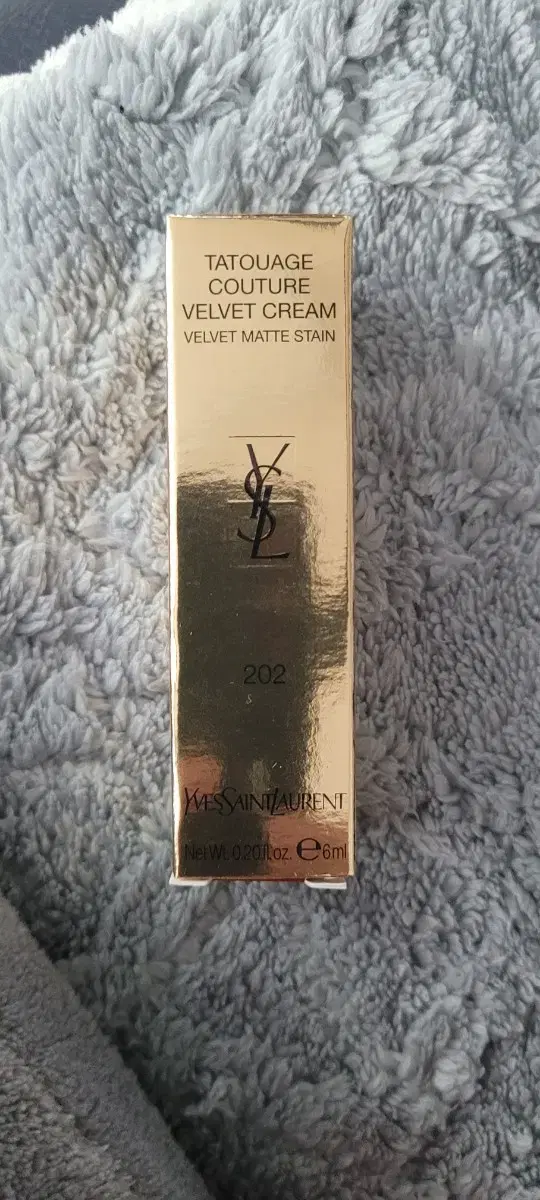 TATOUAGE
COUTURE
VELVET CREAM
VELVET MATTE STAIN
YSL
202
YVESSAINTLAURENT
Net Wt. 0.20 fl.oz. ℮ 6ml